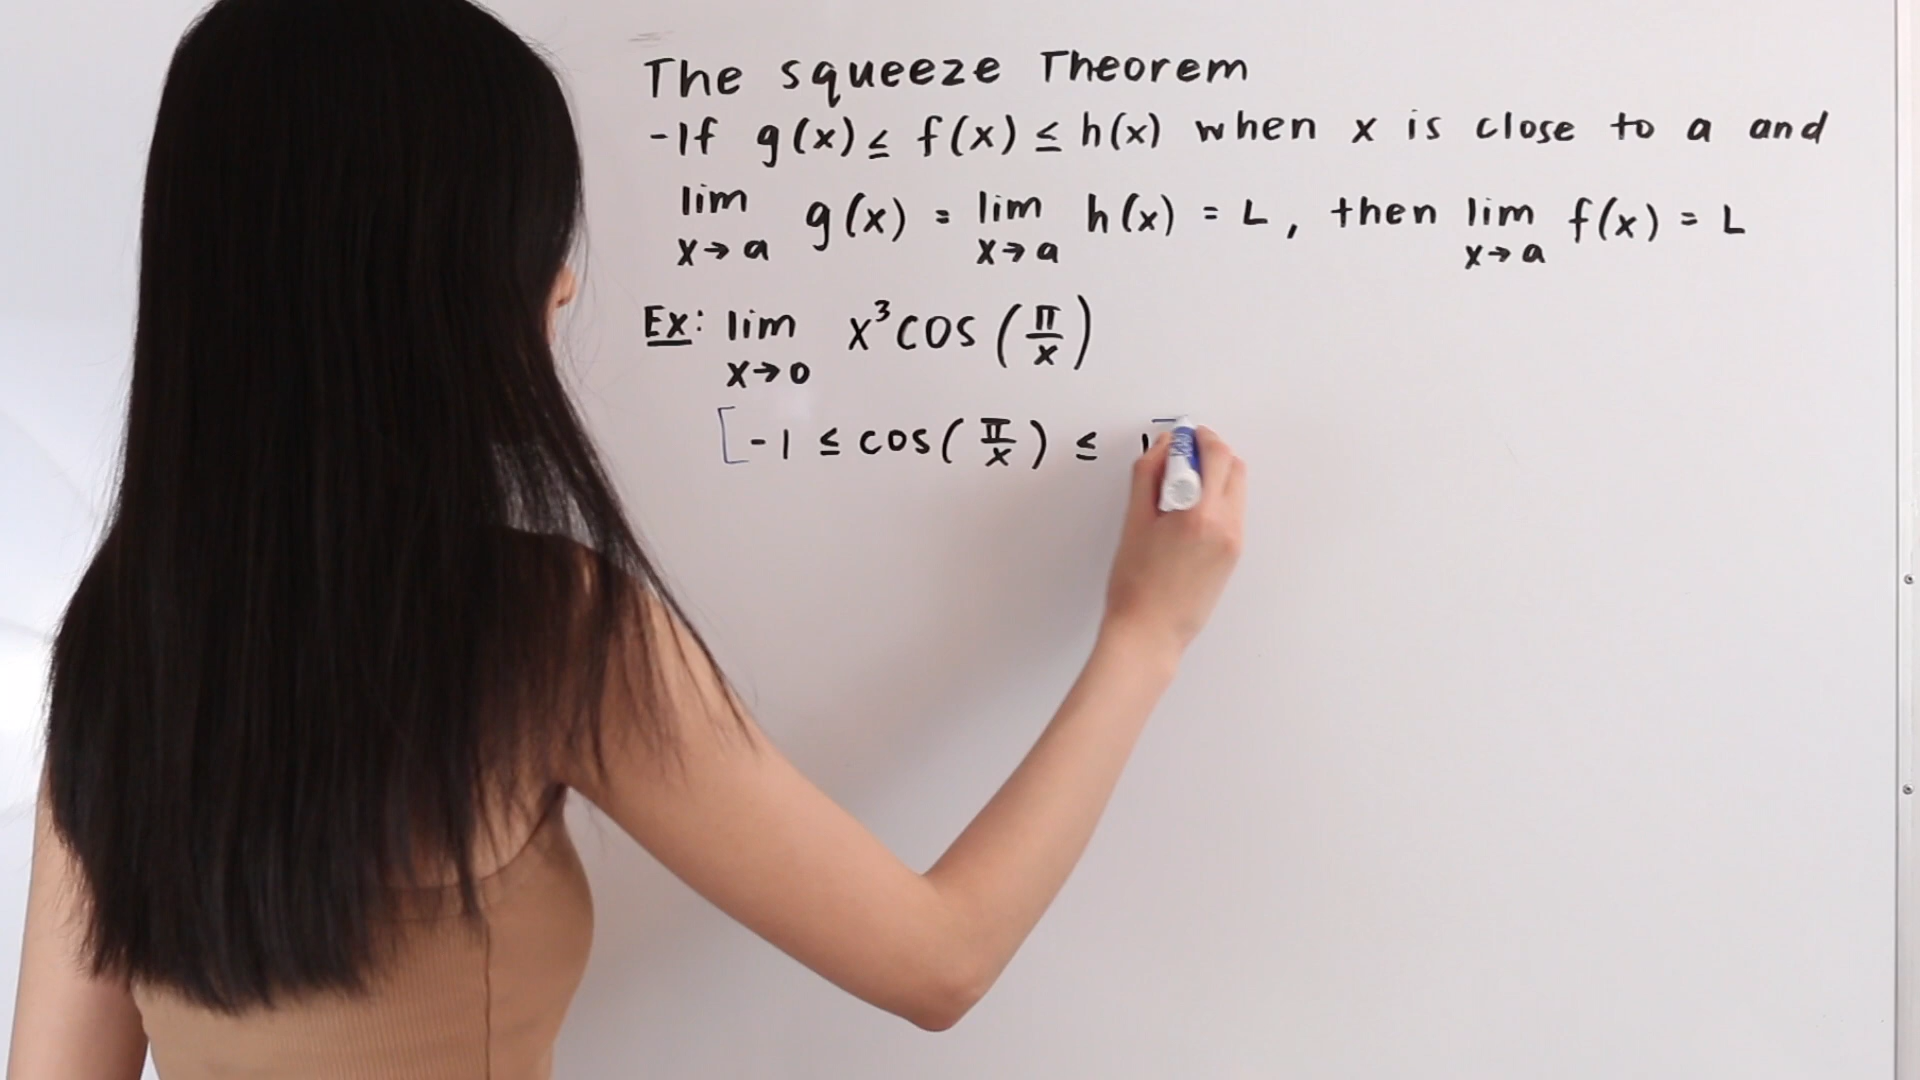 The squeeze Theorem
-If g(x) ≤ f(x) ≤ h(x) when x is close to a and
lim x→a g(x) = lim x→a h(x) = L, then lim x→a f(x) = L
Ex: lim x→0 x³cos(π/x)
[-1 ≤ cos(π/x) ≤ 1